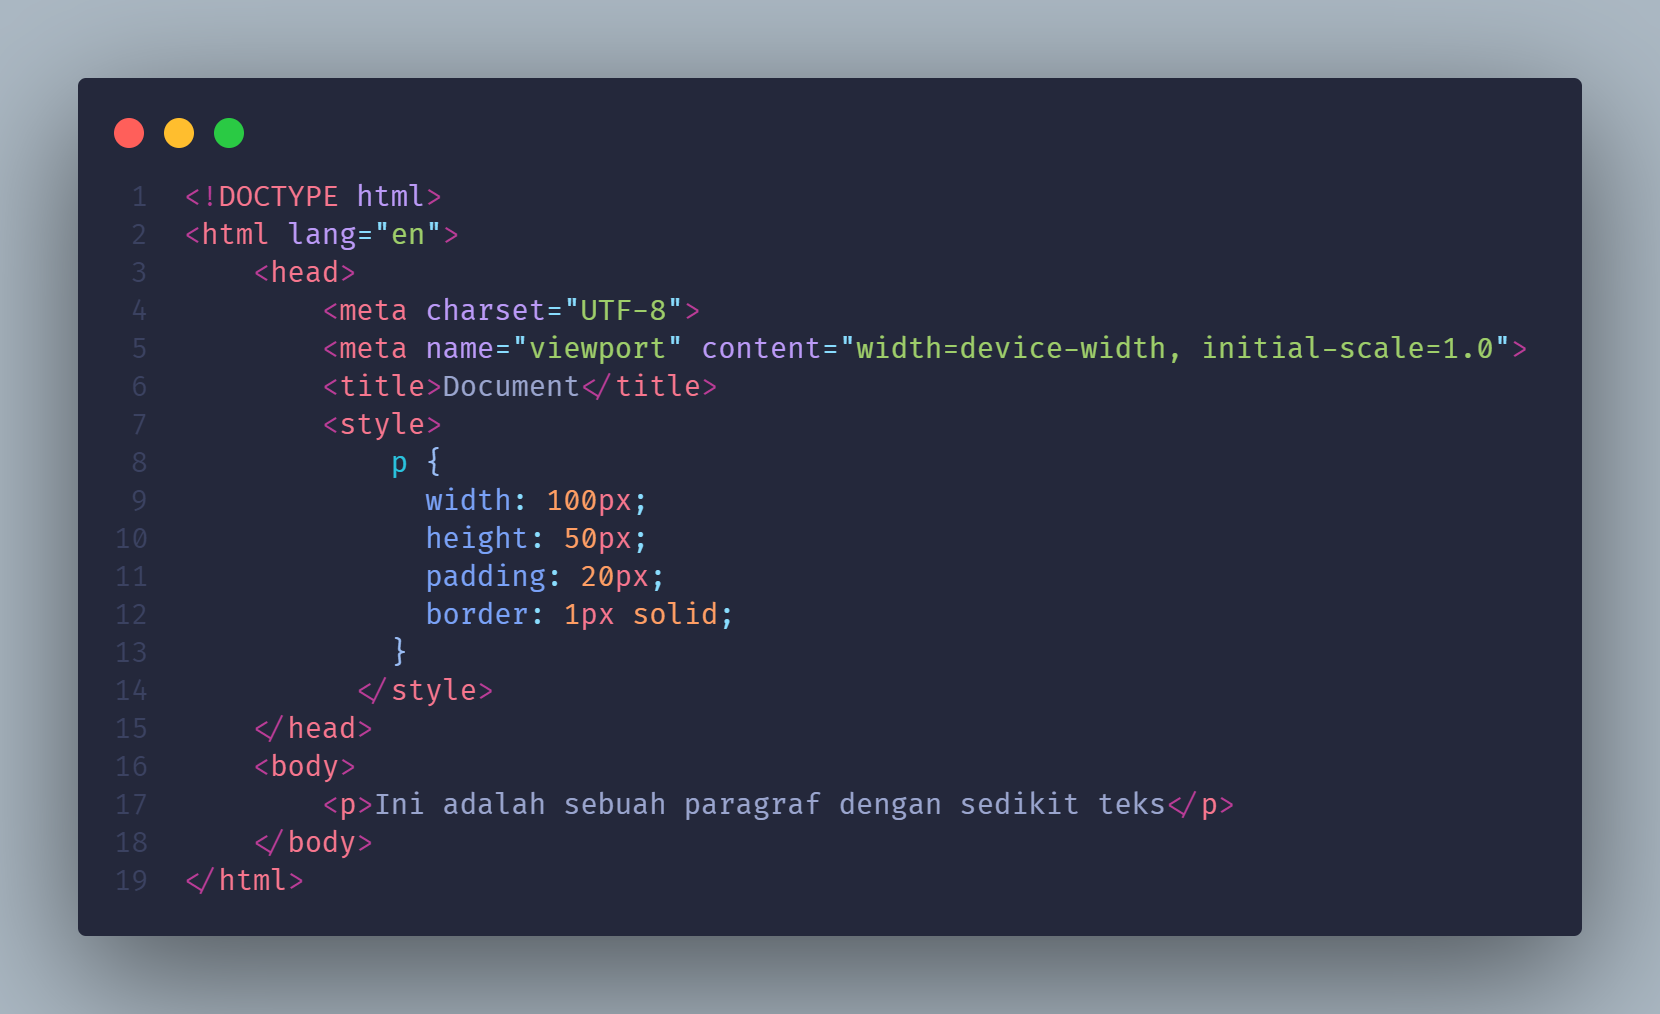 1 <!DOCTYPE html>
2 <html lang="en">
3     <head>
4         <meta charset="UTF-8">
5         <meta name="viewport" content="width=device-width, initial-scale=1.0">
6         <title>Document</title>
7         <style>
8             p {
9               width: 100px;
10               height: 50px;
11               padding: 20px;
12               border: 1px solid;
13             }
14           </style>
15     </head>
16     <body>
17         <p>Ini adalah sebuah paragraf dengan sedikit teks</p>
18     </body>
19 </html>